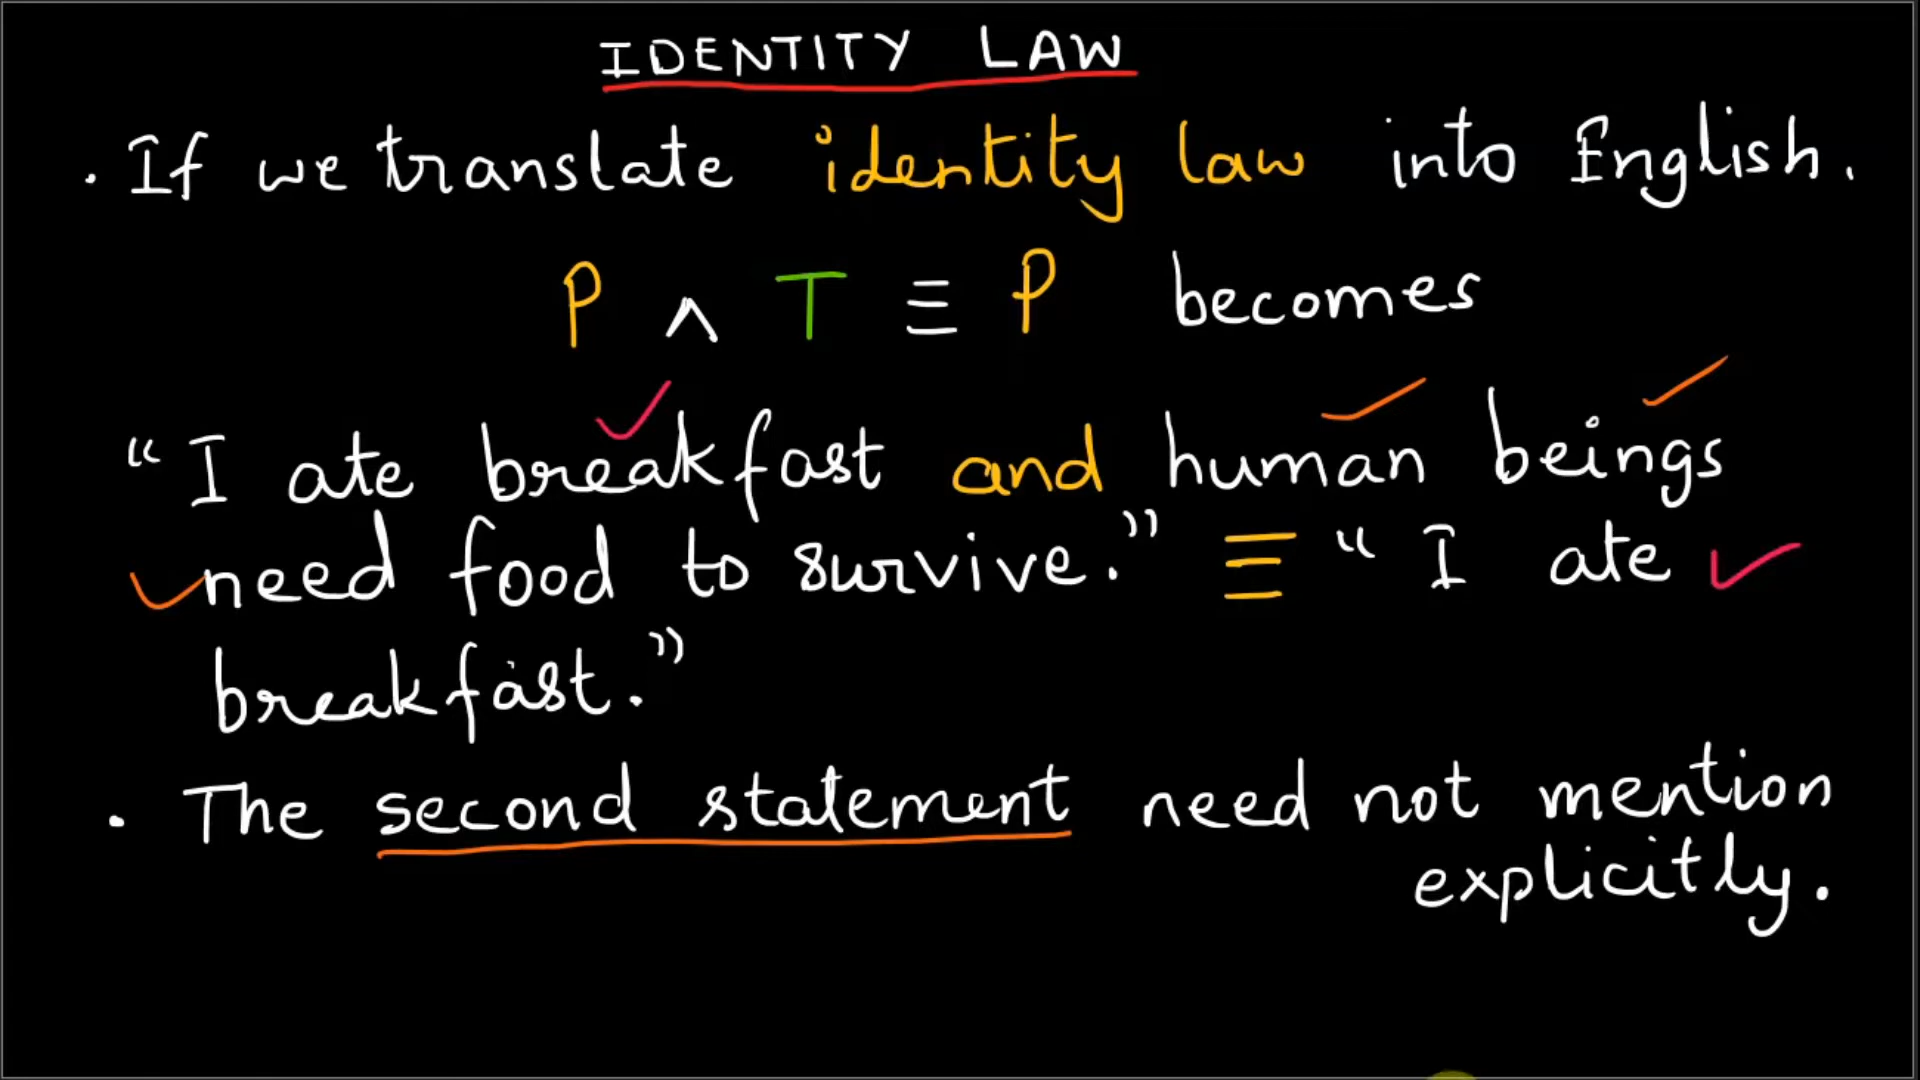 IDENTITY LAW
· If we translate identity law into English.
P ∧ T ≡ P becomes
“I ate breakfast and human beings
need food to survive.” ≡ “I ate
breakfast.”
· The second statement need not mention
explicitly.